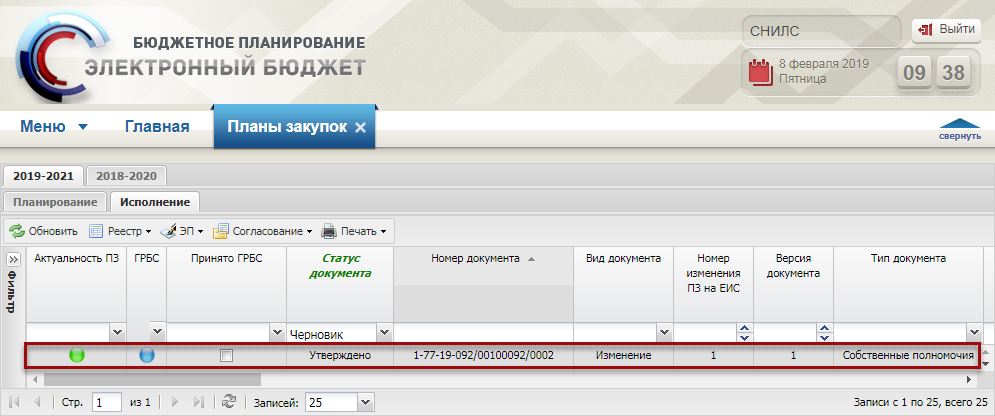 БЮДЖЕТНОЕ ПЛАНИРОВАНИЕ
ЭЛЕКТРОННЫЙ БЮДЖЕТ
СНИЛС
Выйти
8 февраля 2019
Пятница
09 38
Меню Главная Планы закупок
свернуть
2019-2021 2018-2020
Планирование Исполнение
Обновить Реестр ЭП Согласование Печать
Фильтр
Актуальность ПЗ
ГРБС
Принято ГРБС
Статус
документа
Номер документа
Вид документа
Номер
изменения
ПЗ на ЕИС
Версия
документа
Тип документа
Черновик
Утверждено 1-77-19-092/00100092/0002 Изменение 1 1 Собственные полномочия
Стр. 1 из 1 Записей: 25 Записи с 1 по 25, всего 25